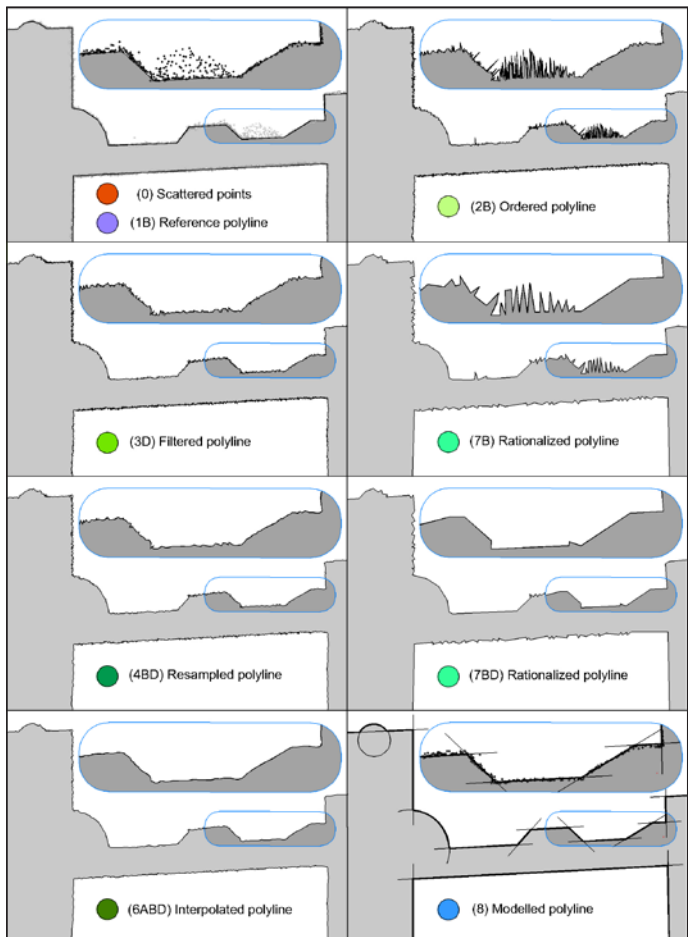 (0) Scattered points
(1B) Reference polyline
(2B) Ordered polyline
(3D) Filtered polyline
(7B) Rationalized polyline
(4BD) Resampled polyline
(7BD) Rationalized polyline
(6ABD) Interpolated polyline
(8) Modelled polyline